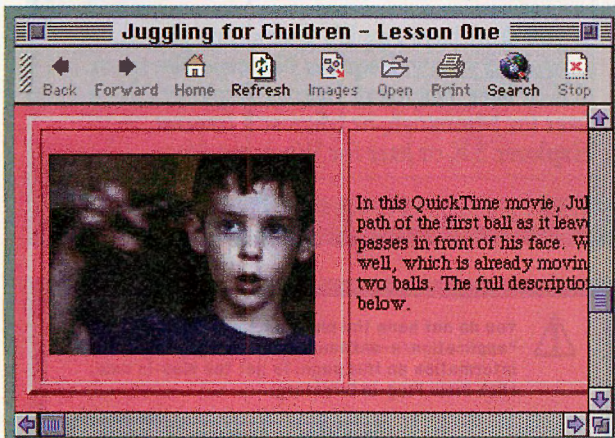 Juggling for Children – Lesson One
Back Forward Home Refresh Images Open Print Search Stop
In this QuickTime movie, Jul
path of the first ball as it leav
passes in front of his face. W
well, which is already movin
two balls. The full description
below.